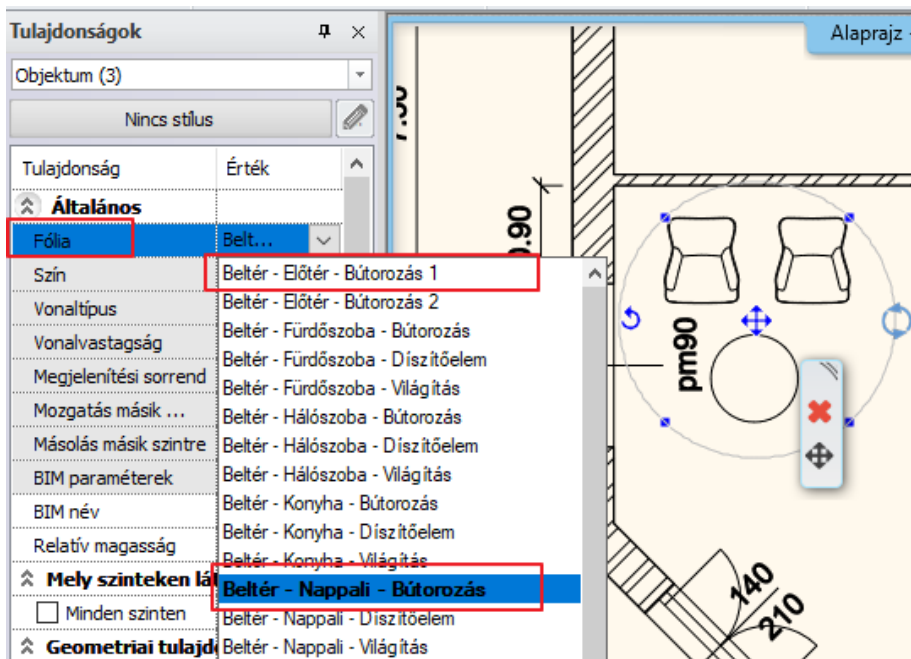 Tulajdonságok
Objektum (3)
Nincs stílus
Tulajdonság Érték
Általános
Fólia Belt...
Szín
Vonaltípus
Vonalvastagság
Megjelenítési sorrend
Mozgatás másik ...
Másolás másik szintre
BIM paraméterek
BIM név
Relatív magasság
Mely szinteken
Minden szinten
Geometriai
Beltér - Előtér - Bútorozás 1
Beltér - Előtér - Bútorozás 2
Beltér - Fürdőszoba - Bútorozás
Beltér - Fürdőszoba - Díszítőelem
Beltér - Fürdőszoba - Világítás
Beltér - Hálószoba - Bútorozás
Beltér - Hálószoba - Díszítőelem
Beltér - Hálószoba - Világítás
Beltér - Konyha - Bútorozás
Beltér - Konyha - Díszítőelem
Beltér - Konyha - Világítás
Beltér - Nappali - Bútorozás
Beltér - Nappali - Díszítőelem
Beltér - Nappali - Világítás
Alaprajz -
pm90
140
210